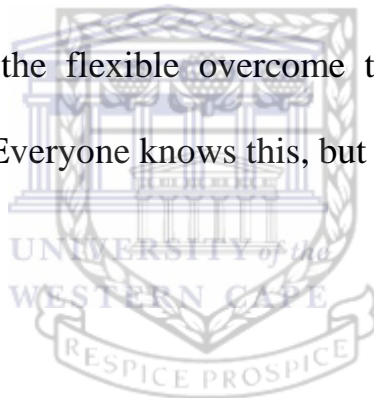 the flexible overcome t
Everyone knows this, but
UNIVERSITY of the
WESTERN CAPE
RESPICE PROSPICE